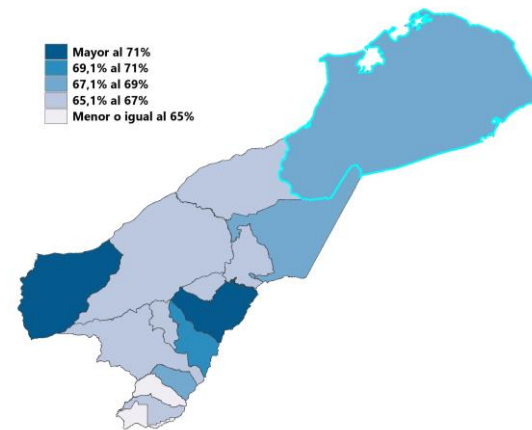 Mayor al 71%
69,1% al 71%
67,1% al 69%
65,1% al 67%
Menor o igual al 65%